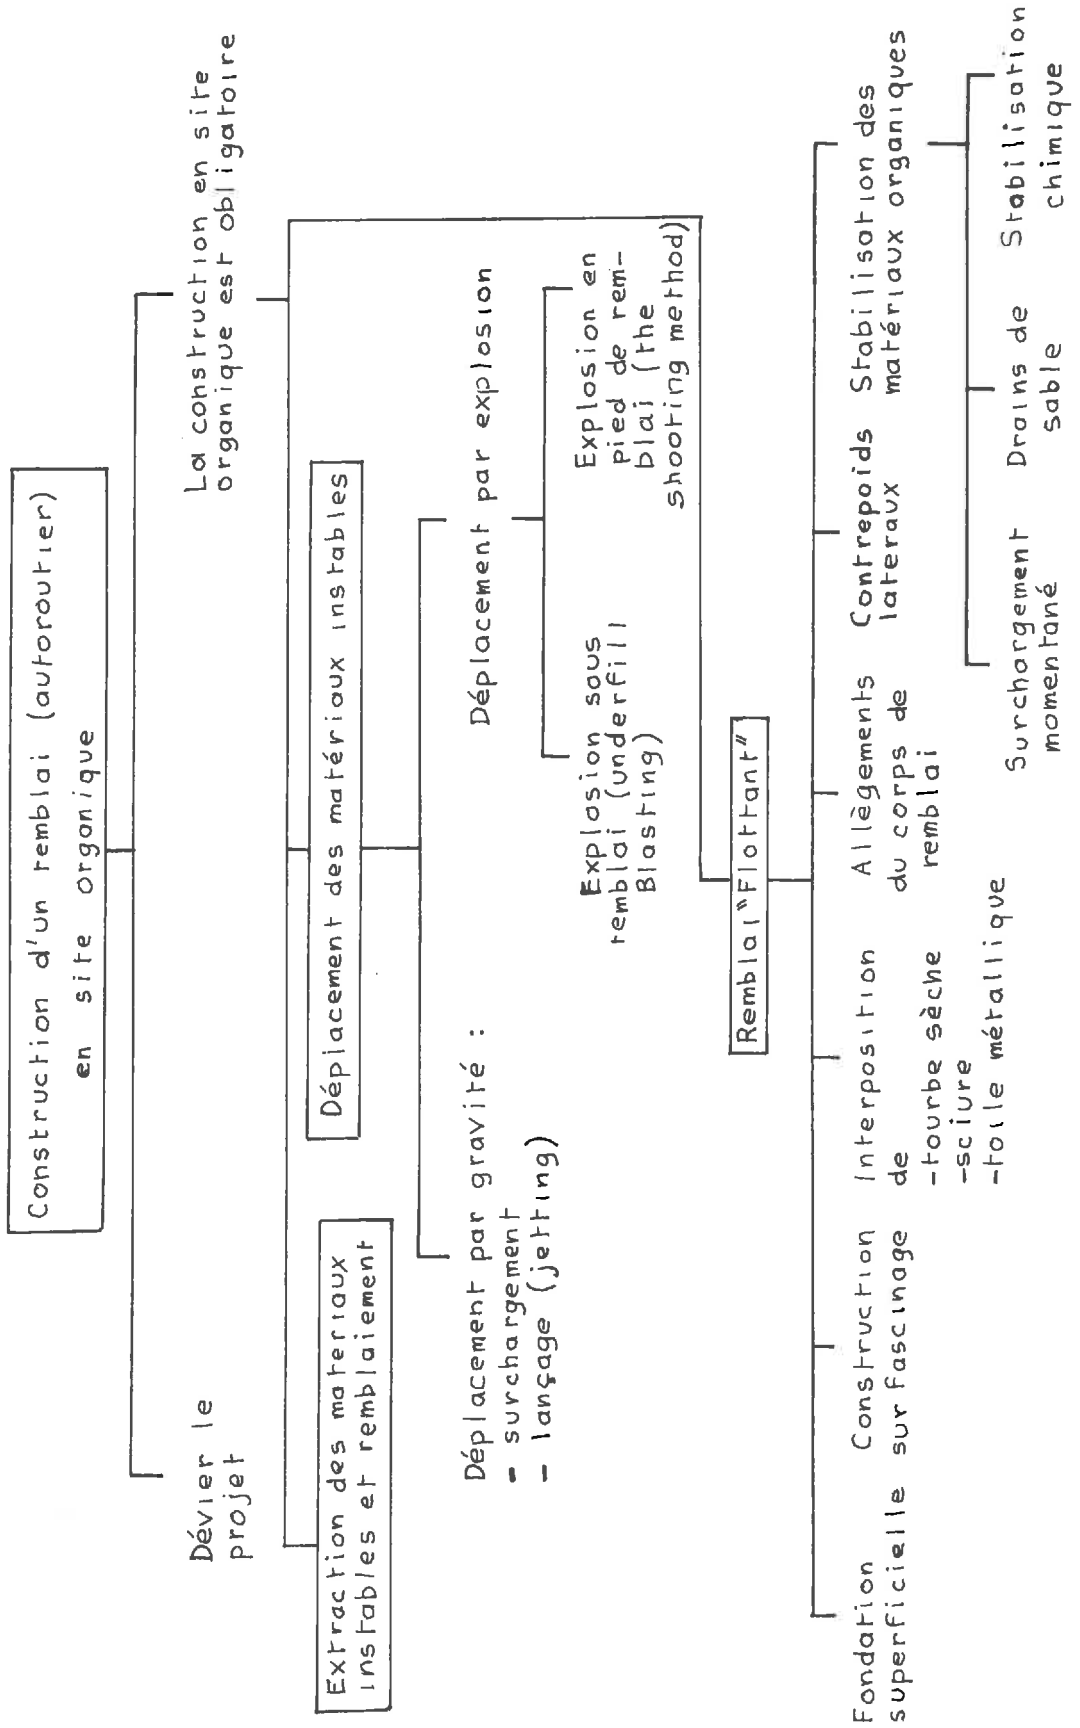 Construction d'un remblai (autoroutier)
en site organique
Dévier le
projet
La construction en site
organique est obligatoire
Extraction des materiaux
instables et remblaiement
Déplacement des matériaux instables
Déplacement par gravité :
- surchargement
- lançage (jetting)
Déplacement par explosion
Explosion sous
remblai (underfill
Blasting)
Explosion en
pied de rem-
blai (the
shooting method)
Remblai "Flottant"
Fondation
superficielle
Construction
sur fascinage
Interposition
de
-tourbe sèche
-sciure
-toile métallique
Allègements
du corps de
remblai
Contrepoids
lateraux
Stabilisation des
matériaux organiques
Surchargement
momentané
Drains de
sable
Stabilisation
chimique